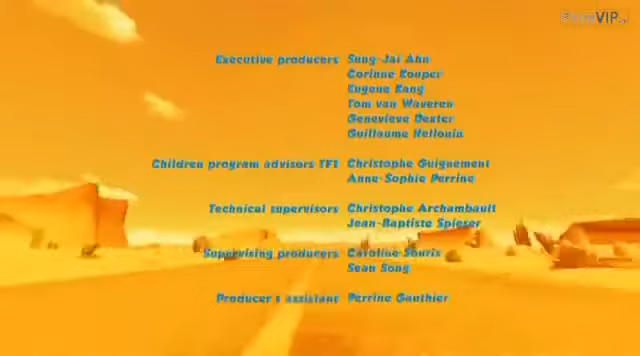 Executive producers Sung-Jai Ahn
Corinne Kouper
Eugene Kang
Tom van Waveren
Genevieve Dexter
Guillaume Hellouin
Children program advisors TF1 Christophe Guignement
Anne-Sophie Perrine
Technical supervisors Christophe Archambault
Jean-Baptiste Spieser
Supervising producers Caroline Souris
Sean Song
Producer's assistant Perrine Gauthier